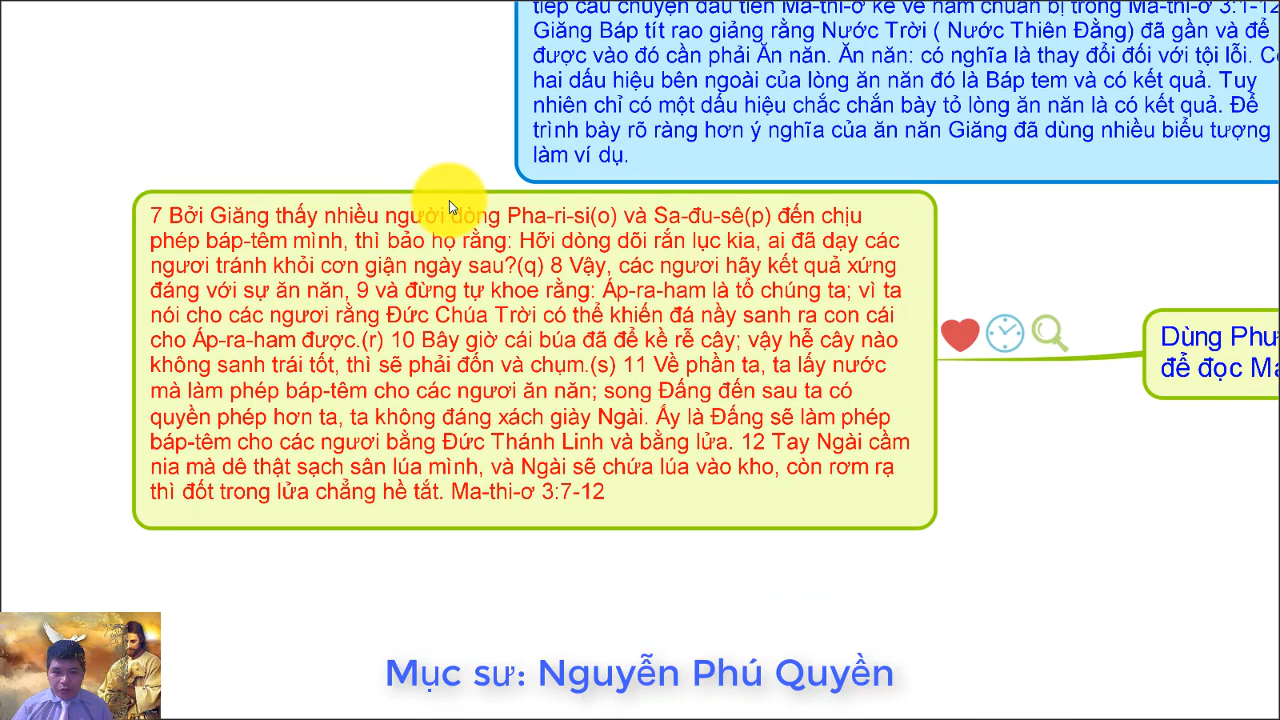 tiếp câu chuyện đầu tiên Ma-thi-ơ kể về năm chuẩn bị trong Ma-thi-ơ 3:1-12
Giăng Báp tít rao giảng rằng Nước Trời ( Nước Thiên Đằng) đã gần và để
được vào đó cần phải Ăn năn. Ăn năn: có nghĩa là thay đổi đối với tội lỗi.
hai dấu hiệu bên ngoài của lòng ăn năn đó là Báp tem và có kết quả. Tuy
nhiên chỉ có một dấu hiệu chắc chắn bày tỏ lòng ăn năn là có kết quả. Để
trình bày rõ ràng hơn ý nghĩa của ăn năn Giăng đã dùng nhiều biểu tượng
làm ví dụ.
7 Bởi Giăng thấy nhiều người dòng Pha-ri-si(o) và Sa-đu-sê(p) đến chịu
phép báp-têm mình, thì bảo họ rằng: Hỡi dòng dõi rắn lục kia, ai đã dạy các
ngươi tránh khỏi cơn giận ngày sau?(q) 8 Vậy, các ngươi hãy kết quả xứng
đáng với sự ăn năn, 9 và đừng tự khoe rằng: Áp-ra-ham là tổ chúng ta; vì ta
nói cho các ngươi rằng Đức Chúa Trời có thể khiến đá nầy sanh ra con cái
cho Áp-ra-ham được.(r) 10 Bây giờ cái búa đã để kề rễ cây; vậy hễ cây nào
không sanh trái tốt, thì sẽ phải đốn và chụm.(s) 11 Về phần ta, ta lấy nước
mà làm phép báp-têm cho các ngươi ăn năn; song Đấng đến sau ta có
quyền phép hơn ta, ta không đáng xách giày Ngài. Ấy là Đấng sẽ làm phép
báp-têm cho các ngươi bằng Đức Thánh Linh và bằng lửa. 12 Tay Ngài cầm
nia mà dê thật sạch sân lúa mình, và Ngài sẽ chứa lúa vào kho, còn rơm rạ
thì đốt trong lửa chẳng hề tắt. Ma-thi-ơ 3:7-12
Dùng
để đọc
Mục sư: Nguyễn Phú Quyền